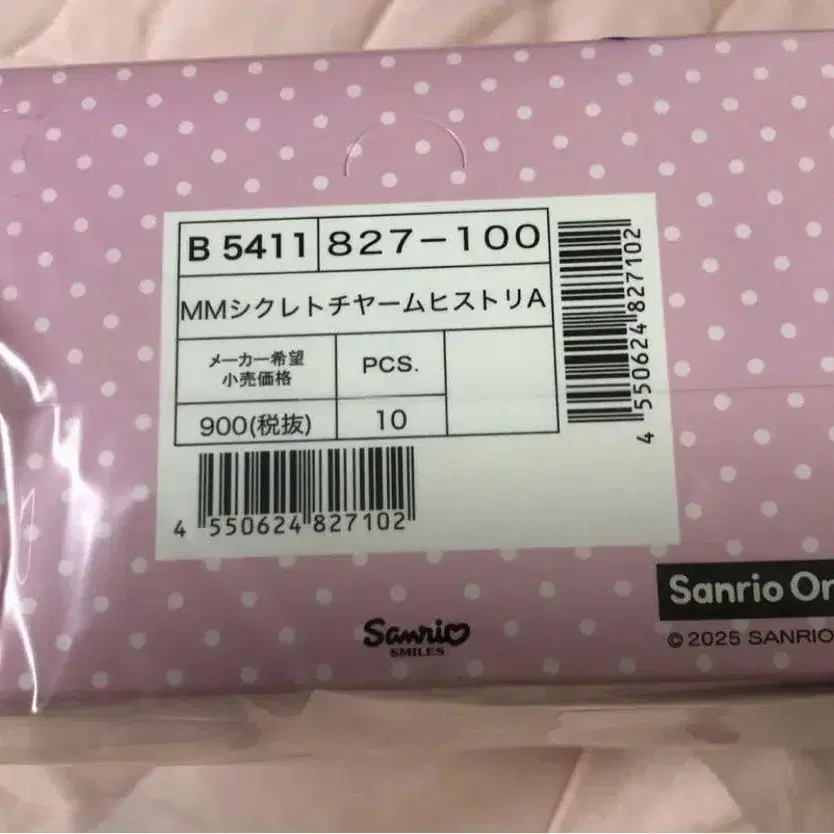 B 5411 827-100
MMシクレトチヤームヒストリA
メーカー希望
小売価格
PCS.
900(税抜) 10
4 550624 827102
4 550624 827102
Sanrio
SMILES
Sanrio Or
© 2025 SANRIO